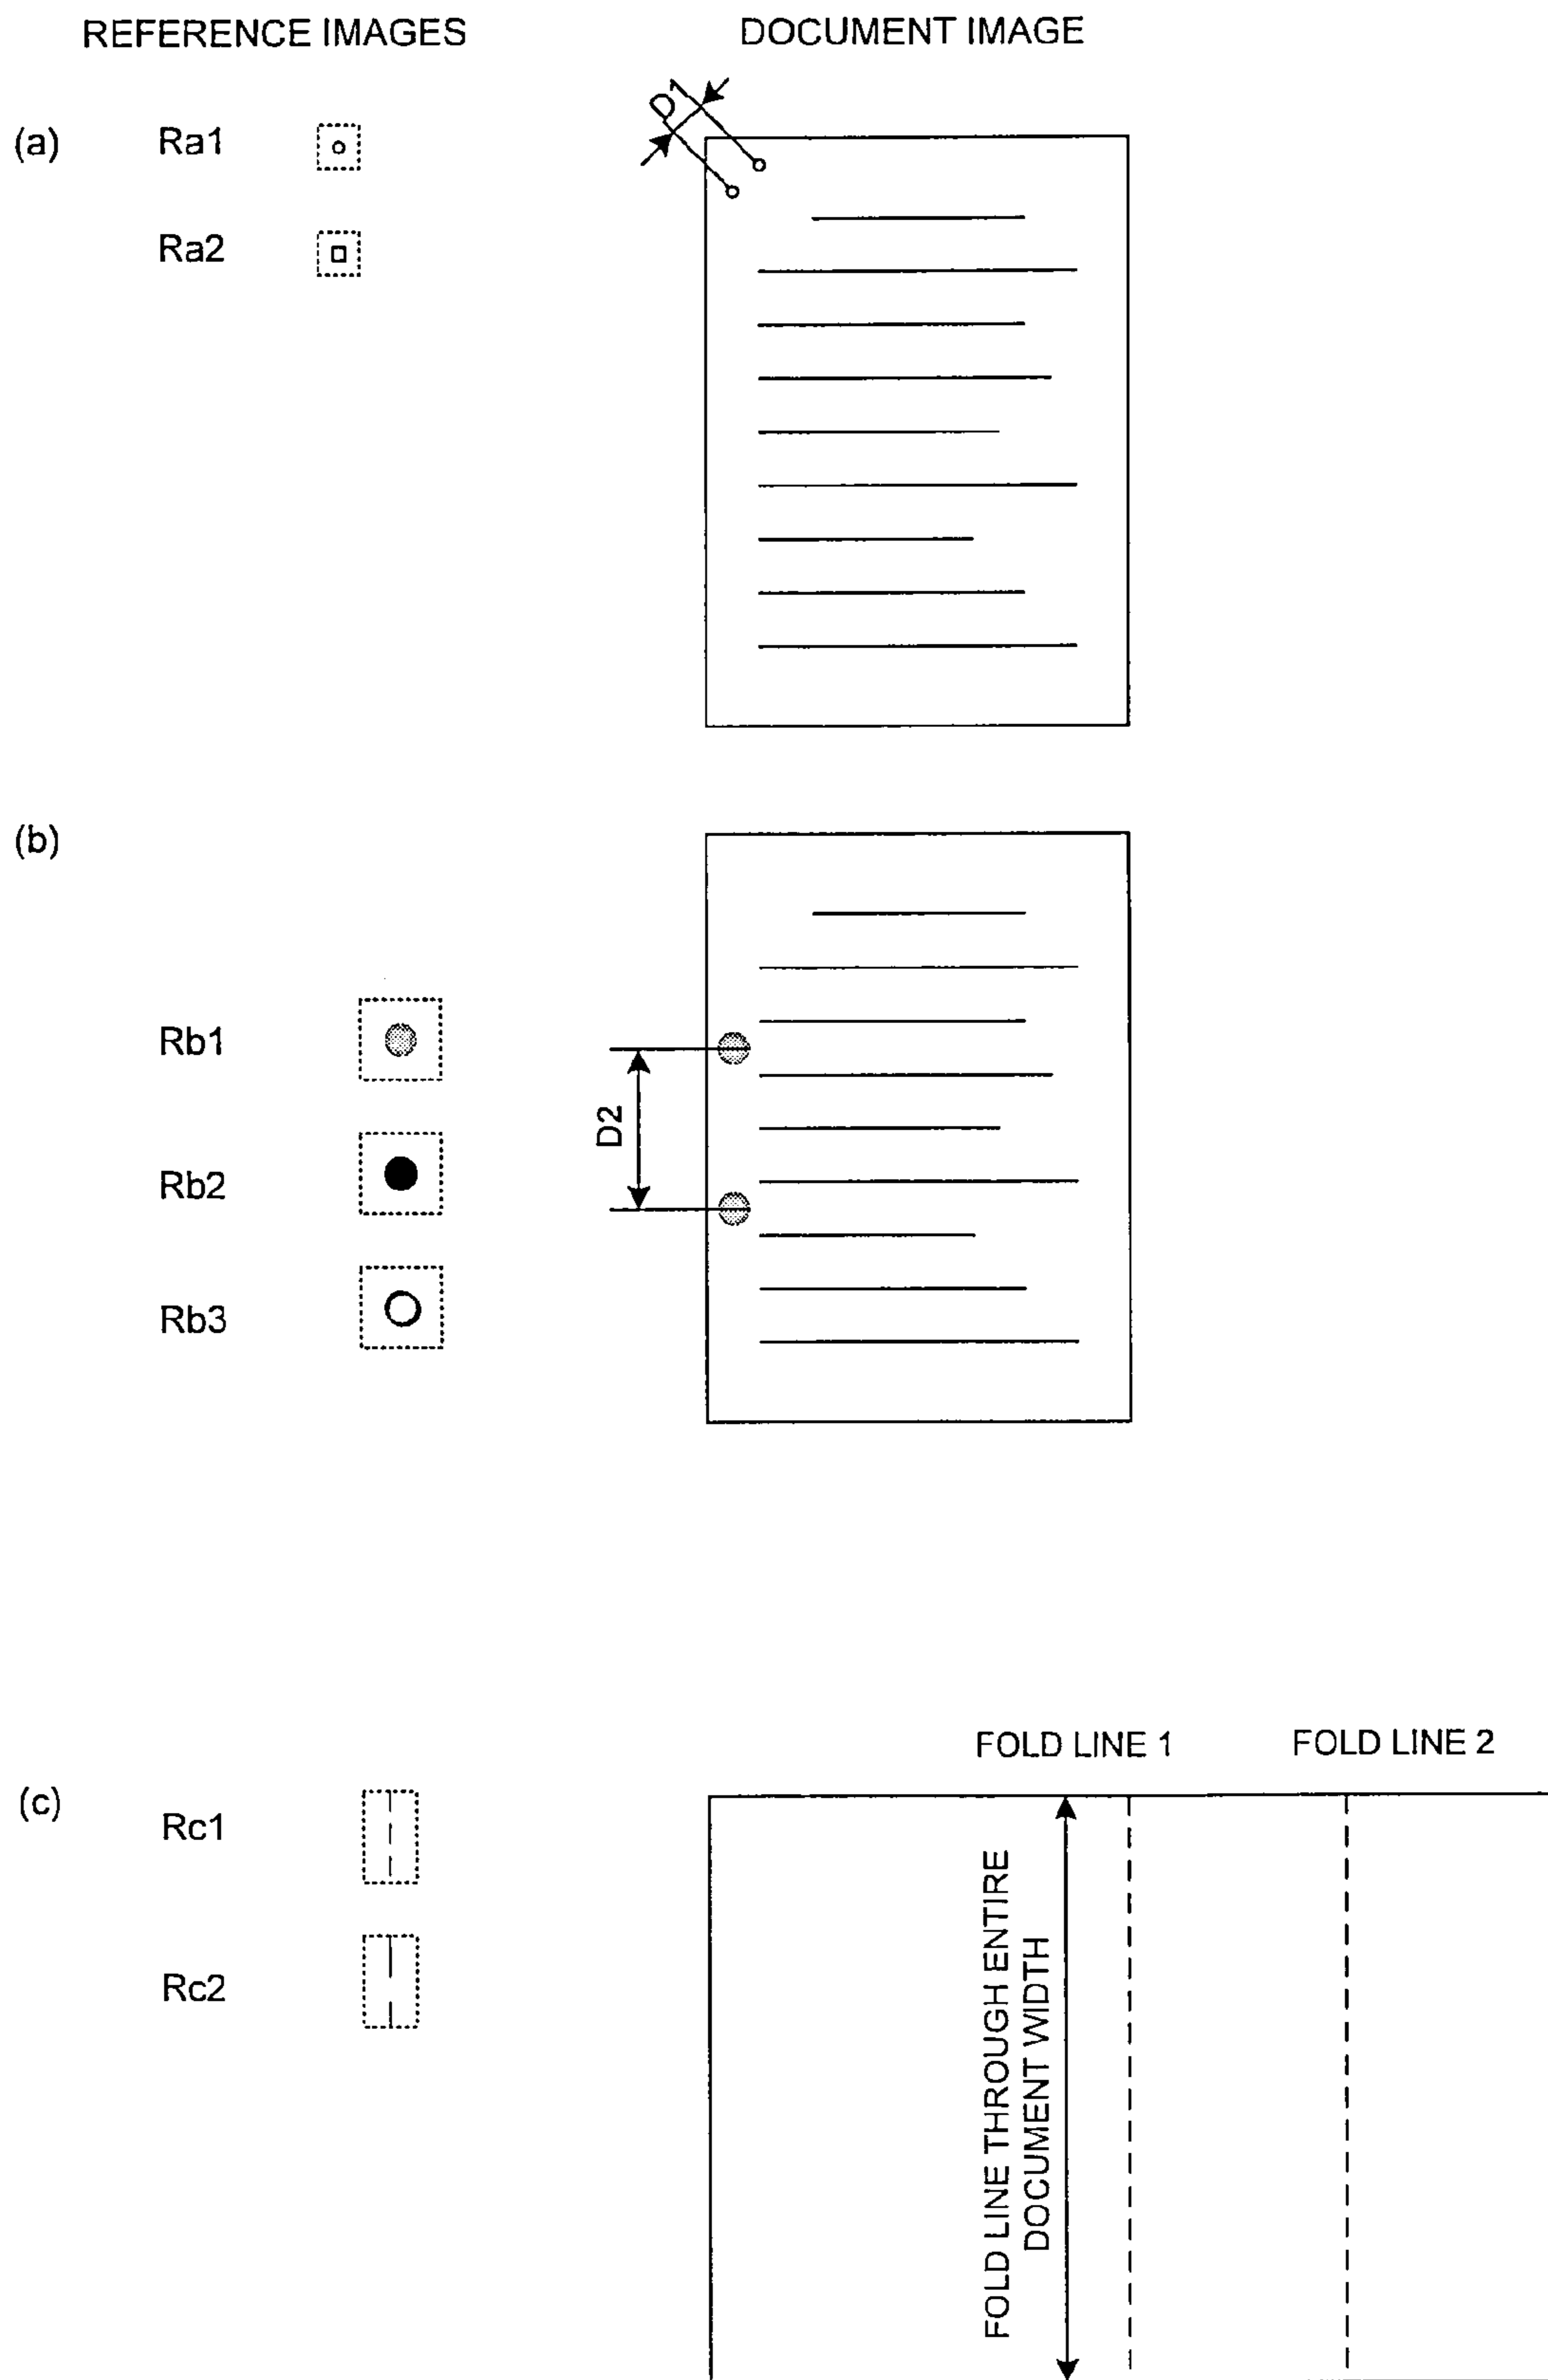 REFERENCE IMAGES
DOCUMENT IMAGE
(a)
Ra1
Ra2
D1
(b)
Rb1
Rb2
Rb3
D2
(c)
Rc1
Rc2
FOLD LINE 1
FOLD LINE 2
FOLD LINE THROUGH ENTIRE
DOCUMENT WIDTH